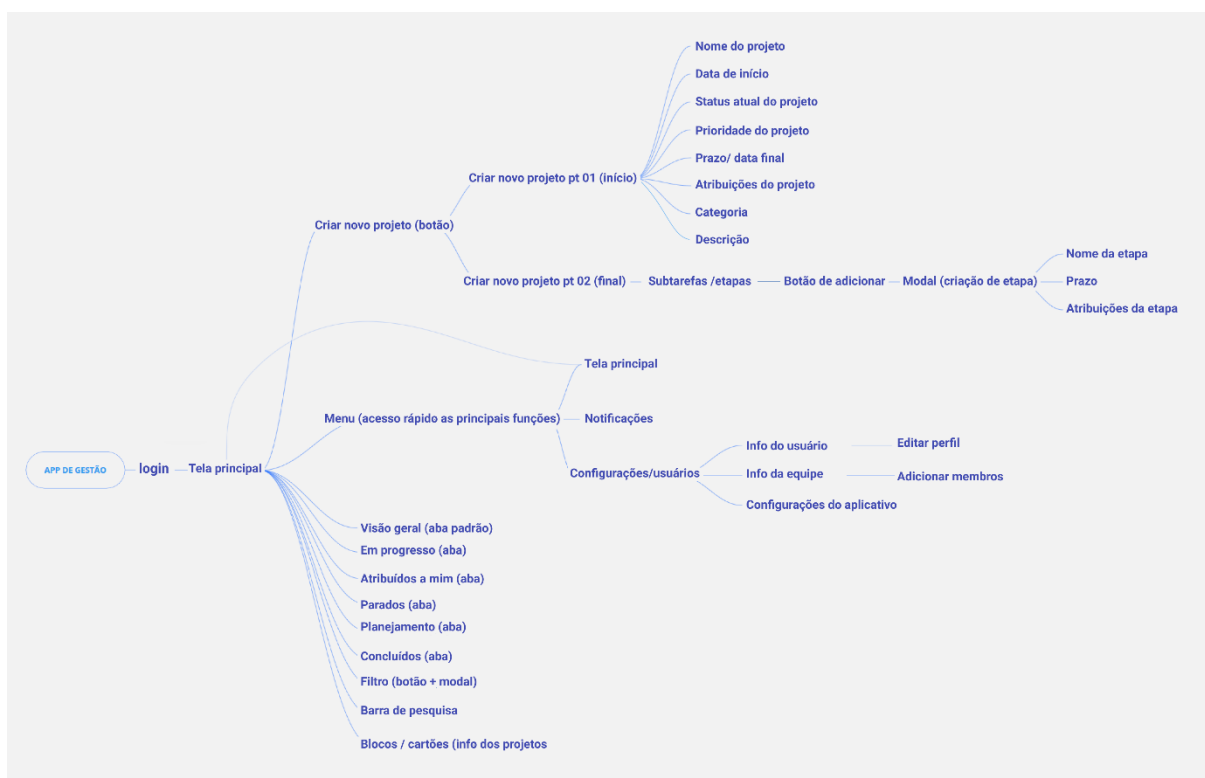 Nome do projeto
Data de início
Status atual do projeto
Prioridade do projeto
Prazo/ data final
Criar novo projeto pt 01 (início)
Atribuições do projeto
Categoria
Criar novo projeto (botão)
Descrição
Nome da etapa
Criar novo projeto pt 02 (final)
Subtarefas /etapas
Botão de adicionar
Modal (criação de etapa)
Prazo
Atribuições da etapa
Tela principal
Menu (acesso rápido as principais funções)
Notificações
Info do usuário
Editar perfil
APP DE GESTÃO
login
Tela principal
Configurações/usuários
Info da equipe
Adicionar membros
Configurações do aplicativo
Visão geral (aba padrão)
Em progresso (aba)
Atribuídos a mim (aba)
Parados (aba)
Planejamento (aba)
Concluídos (aba)
Filtro (botão + modal)
Barra de pesquisa
Blocos / cartões (info dos projetos